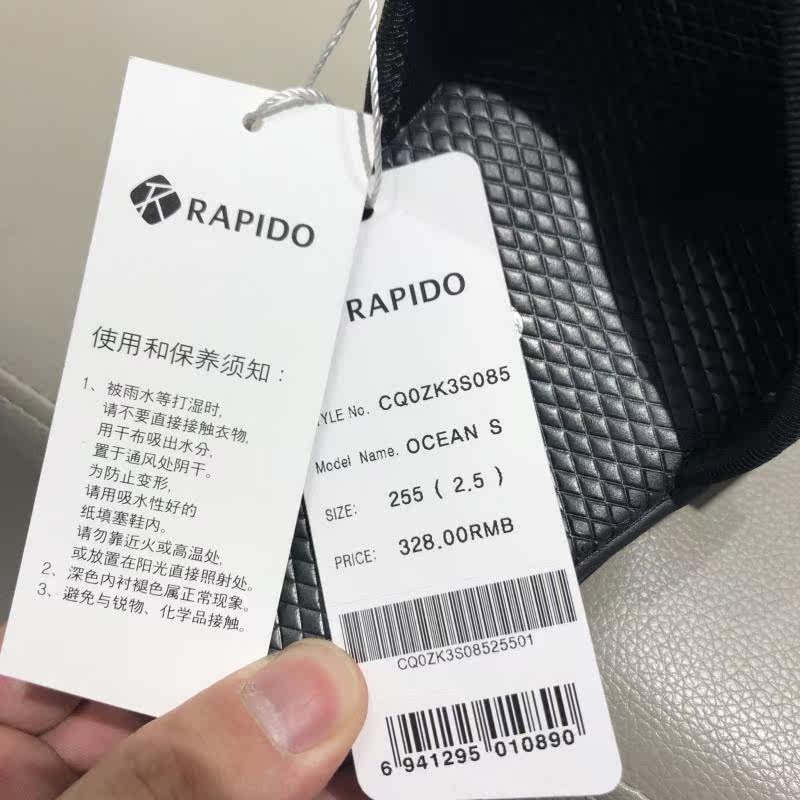 RAPIDO
使用和保养须知：
1、被雨水等打湿时,
请不要直接接触衣物,
用干布吸出水分,
置于通风处阴干。
为防止变形,
请用吸水性好的
纸填塞鞋内。
请勿靠近火或高温处,
或放置在阳光直接照射处。
2、深色内衬褪色属正常现象。
3、避免与锐物、化学品接触。
RAPIDO
YLE No. CQ0ZK3S085
Model Name. OCEAN S
SIZE: 255 ( 2.5 )
PRICE: 328.00RMB
CQ0ZK3S08525501
6 941295 010890